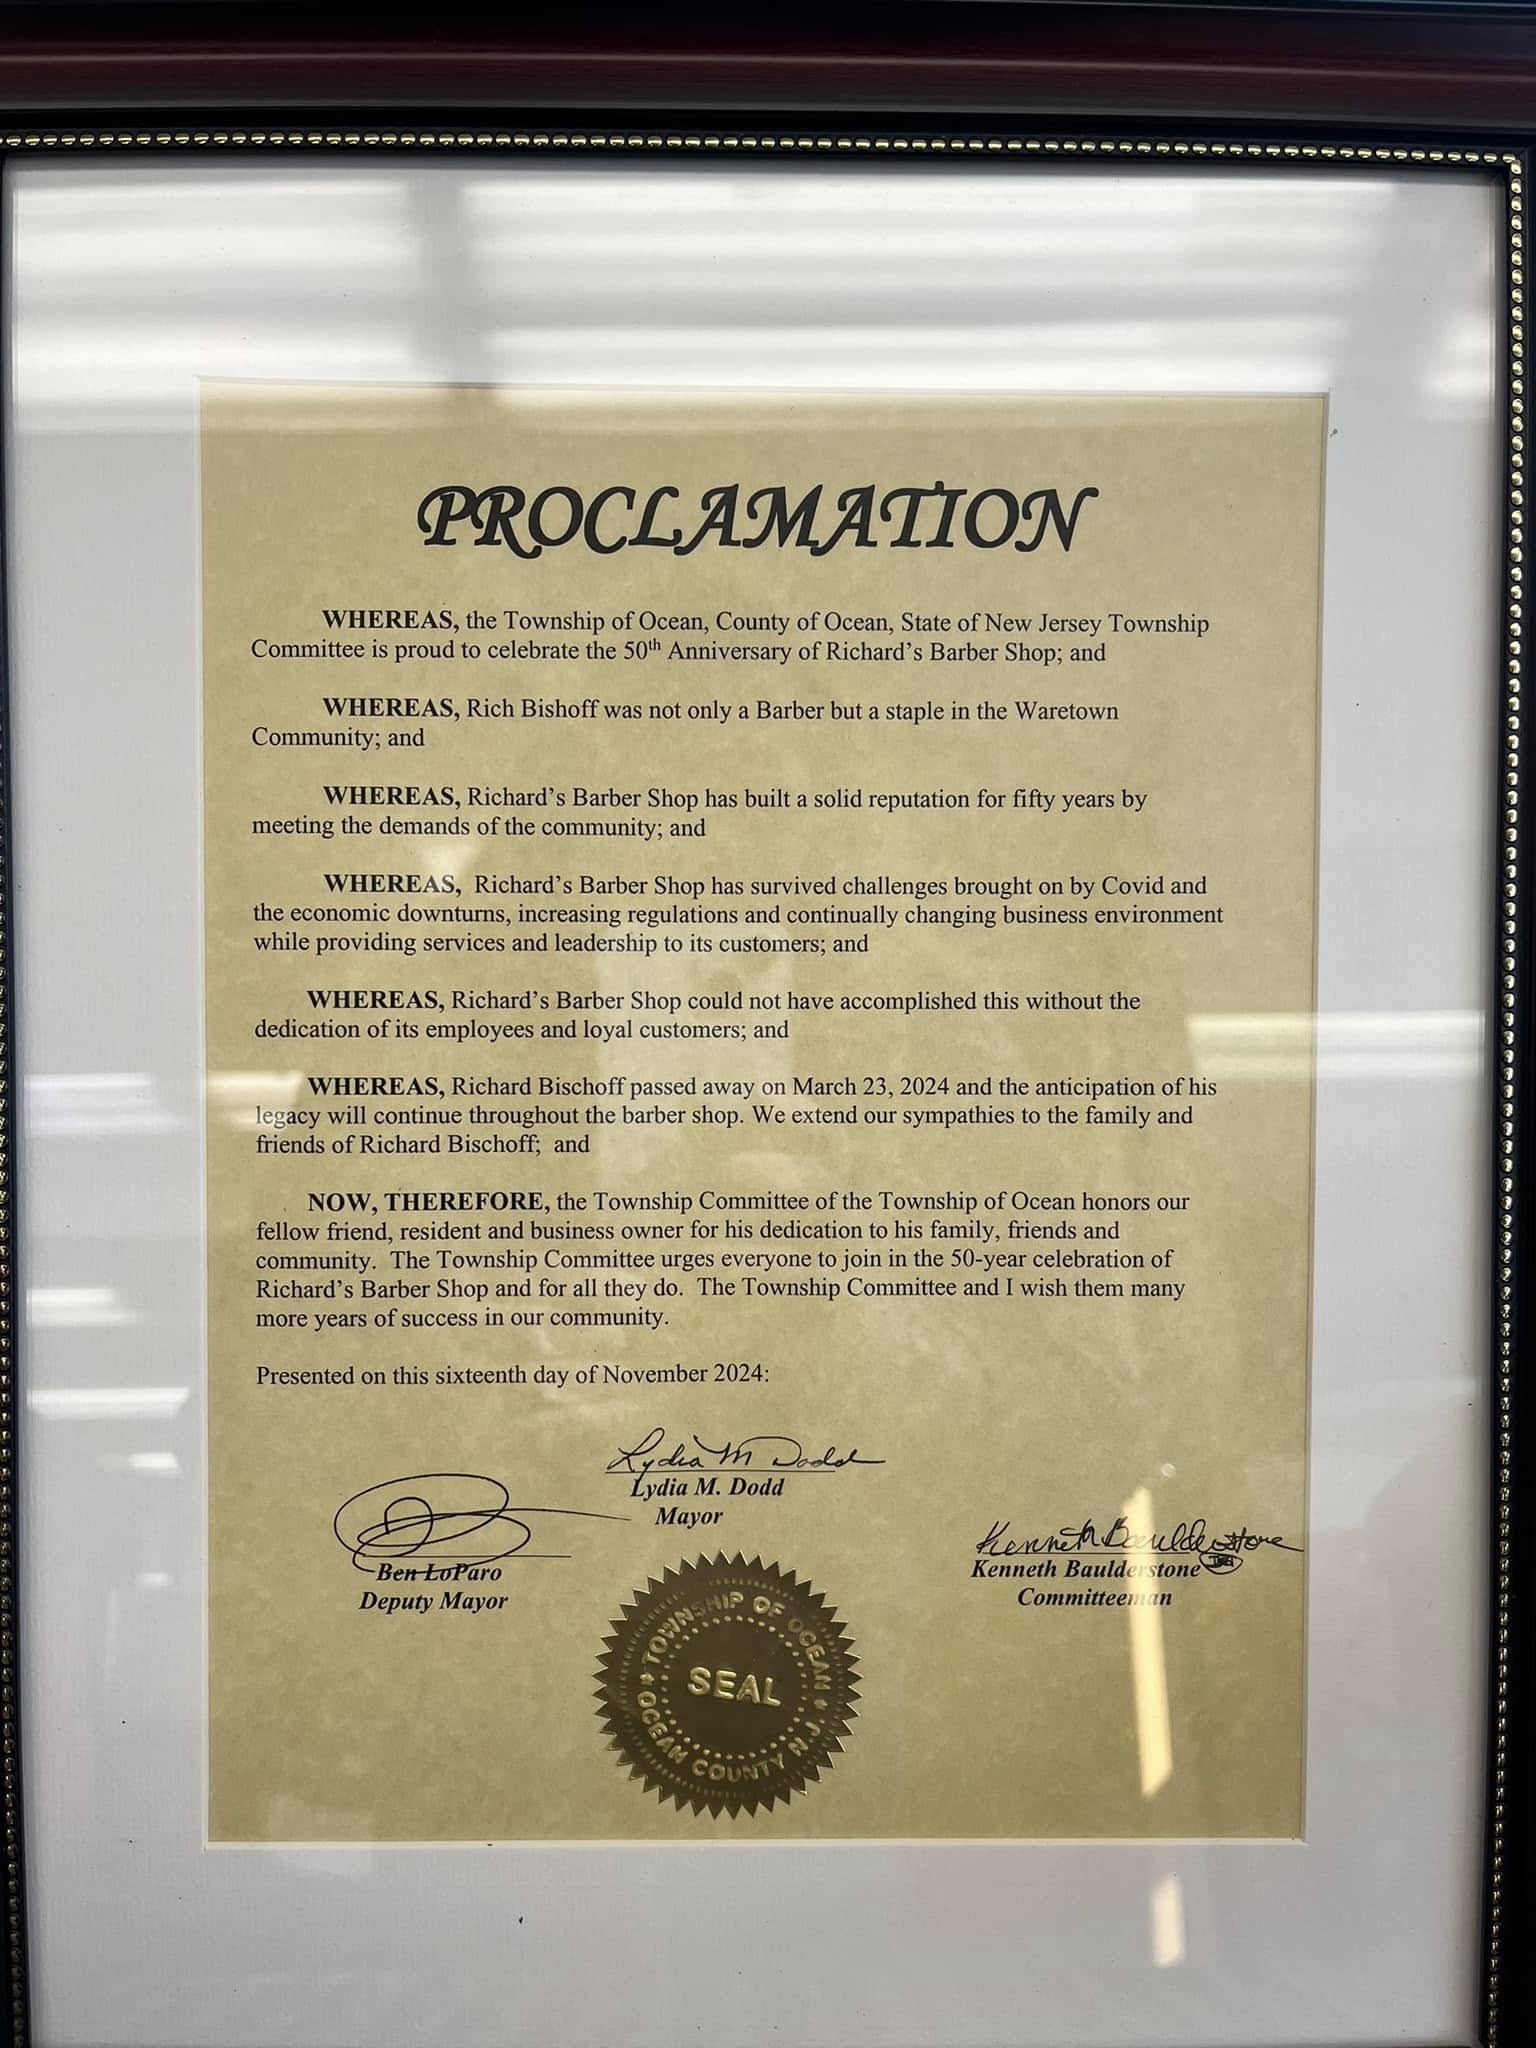 PROCLAMATION
WHEREAS, the Township of Ocean, County of Ocean, State of New Jersey Township
Committee is proud to celebrate the 50th Anniversary of Richard's Barber Shop; and
WHEREAS, Rich Bishoff was not only a Barber but a staple in the Waretown
Community; and
WHEREAS, Richard's Barber Shop has built a solid reputation for fifty years by
meeting the demands of the community; and
WHEREAS, Richard's Barber Shop has survived challenges brought on by Covid and
the economic downturns, increasing regulations and continually changing business environment
while providing services and leadership to its customers; and
WHEREAS, Richard's Barber Shop could not have accomplished this without the
dedication of its employees and loyal customers; and
WHEREAS, Richard Bischoff passed away on March 23, 2024 and the anticipation of his
legacy will continue throughout the barber shop. We extend our sympathies to the family and
friends of Richard Bischoff; and
NOW, THEREFORE, the Township Committee of the Township of Ocean honors our
fellow friend, resident and business owner for his dedication to his family, friends and
community. The Township Committee urges everyone to join in the 50-year celebration of
Richard's Barber Shop and for all they do. The Township Committee and I wish them many
more years of success in our community.
Presented on this sixteenth day of November 2024:
Lydia M Dodd
Lydia M. Dodd
Mayor
Ben LoParo
Deputy Mayor
Kenneth Baulderstone
Kenneth Baulderstone
Committeeman
TOWNSHIP OF OCEAN
SEAL
OCEAN COUNTY N.J.